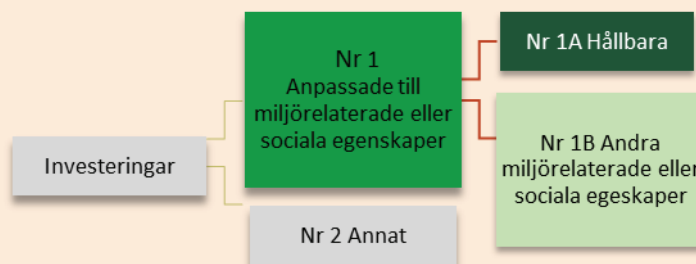 Investeringar
Nr 1
Anpassade till
miljörelaterade eller
sociala egenskaper
Nr 2 Annat
Nr 1A Hållbara
Nr 1B Andra
miljörelaterade eller
sociala egeskaper